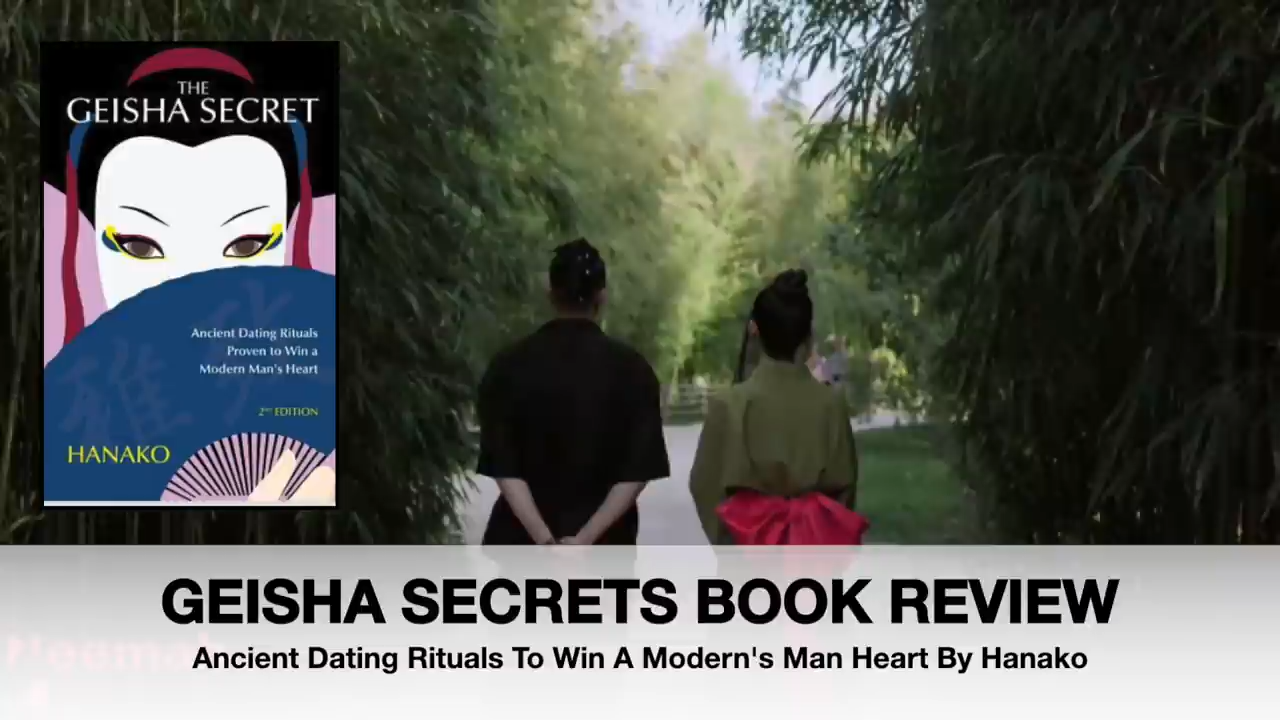 THE
GEISHA SECRET
Ancient Dating Rituals
Proven to Win a
Modern Man's Heart
2ND EDITION
HANAKO
GEISHA SECRETS BOOK REVIEW
Ancient Dating Rituals To Win A Modern's Man Heart By Hanako